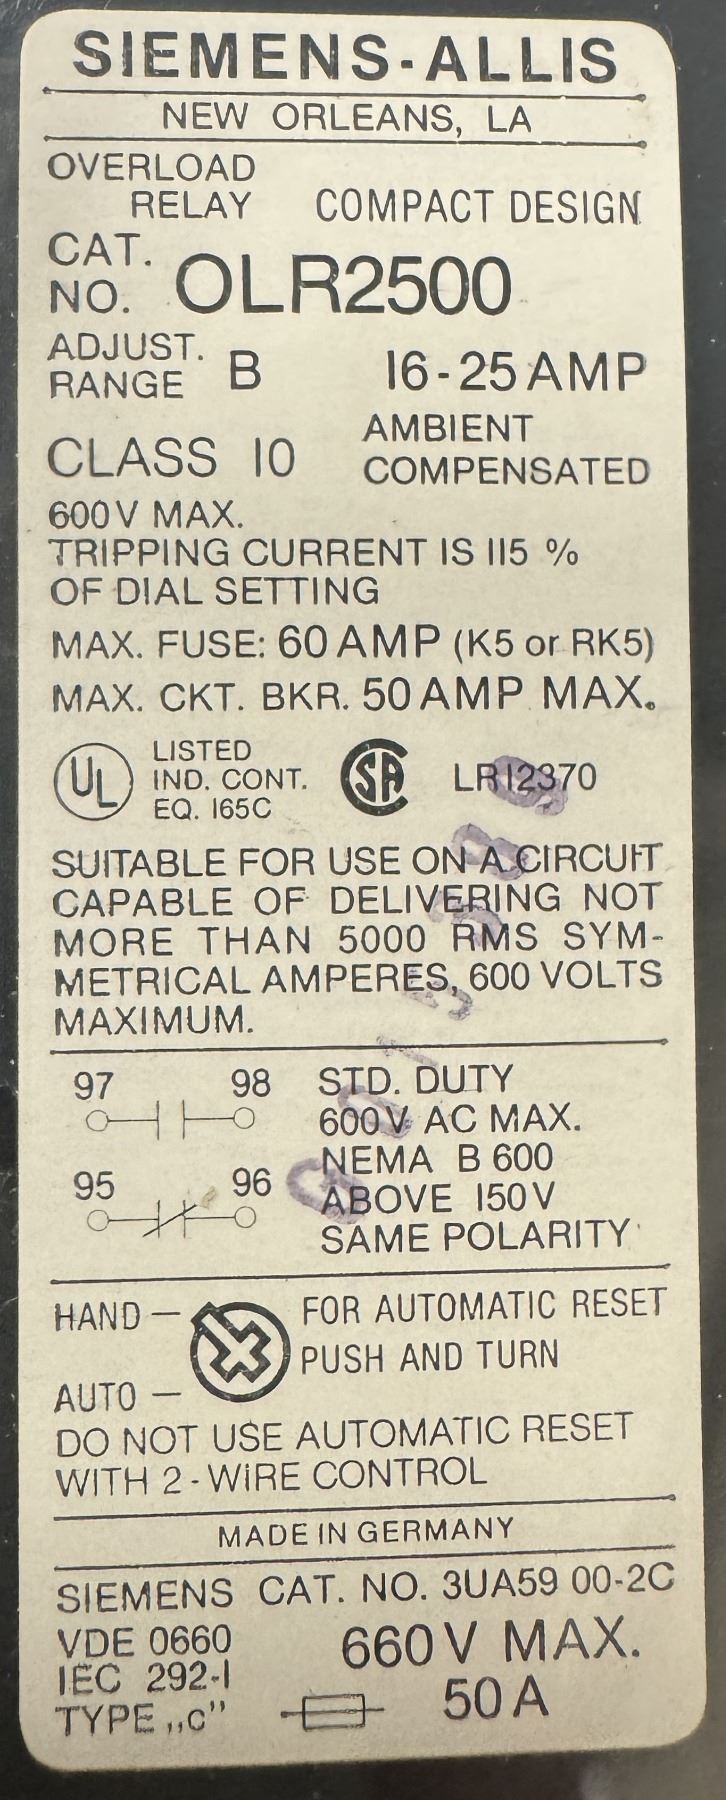 SIEMENS-ALLIS
NEW ORLEANS, LA
OVERLOAD
RELAY COMPACT DESIGN
CAT.
NO. OLR2500
ADJUST.
RANGE B 16-25 AMP
CLASS 10 AMBIENT
COMPENSATED
600V MAX.
TRIPPING CURRENT IS 115 %
OF DIAL SETTING
MAX. FUSE: 60 AMP (K5 or RK5)
MAX. CKT. BKR. 50 AMP MAX.
UL LISTED
IND. CONT.
EQ. 165C
SA LR12370
SUITABLE FOR USE ON A CIRCUIT
CAPABLE OF DELIVERING NOT
MORE THAN 5000 RMS SYM-
METRICAL AMPERES, 600 VOLTS
MAXIMUM.
97 98 STD. DUTY
600V AC MAX.
95 96 NEMA B 600
ABOVE 150V
SAME POLARITY
HAND – FOR AUTOMATIC RESET
PUSH AND TURN
AUTO –
DO NOT USE AUTOMATIC RESET
WITH 2-WIRE CONTROL
MADE IN GERMANY
SIEMENS CAT. NO. 3UA59 00-2C
VDE 0660 660V MAX.
IEC 292-1
TYPE „c” 50A